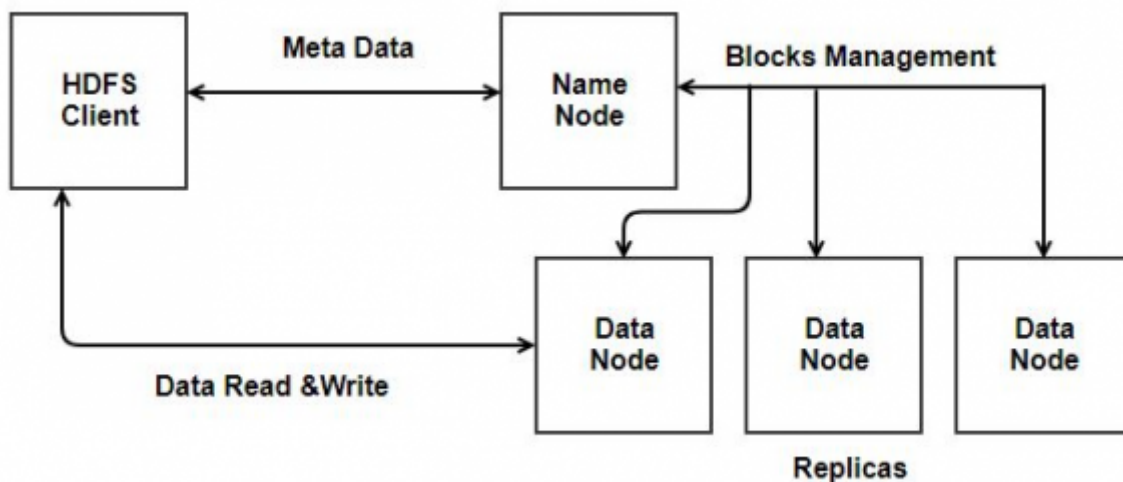 HDFS
Client
Meta Data
Name
Node
Blocks Management
Data Read &Write
Data
Node
Data
Node
Data
Node
Replicas